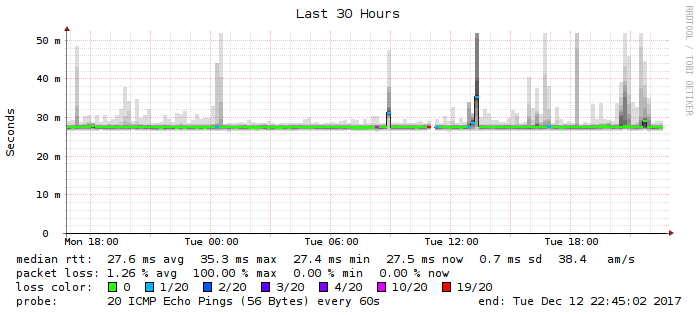 Last 30 Hours
RRDTOOL / TOBI OETIKER
Seconds
50 m
40 m
30 m
20 m
10 m
0
Mon 18:00 Tue 00:00 Tue 06:00 Tue 12:00 Tue 18:00
median rtt: 27.6 ms avg 35.3 ms max 27.4 ms min 27.5 ms now 0.7 ms sd 38.4 am/s
packet loss: 1.26 % avg 100.00 % max 0.00 % min 0.00 % now
loss color: 0 1/20 2/20 3/20 4/20 10/20 19/20
probe: 20 ICMP Echo Pings (56 Bytes) every 60s end: Tue Dec 12 22:45:02 2017